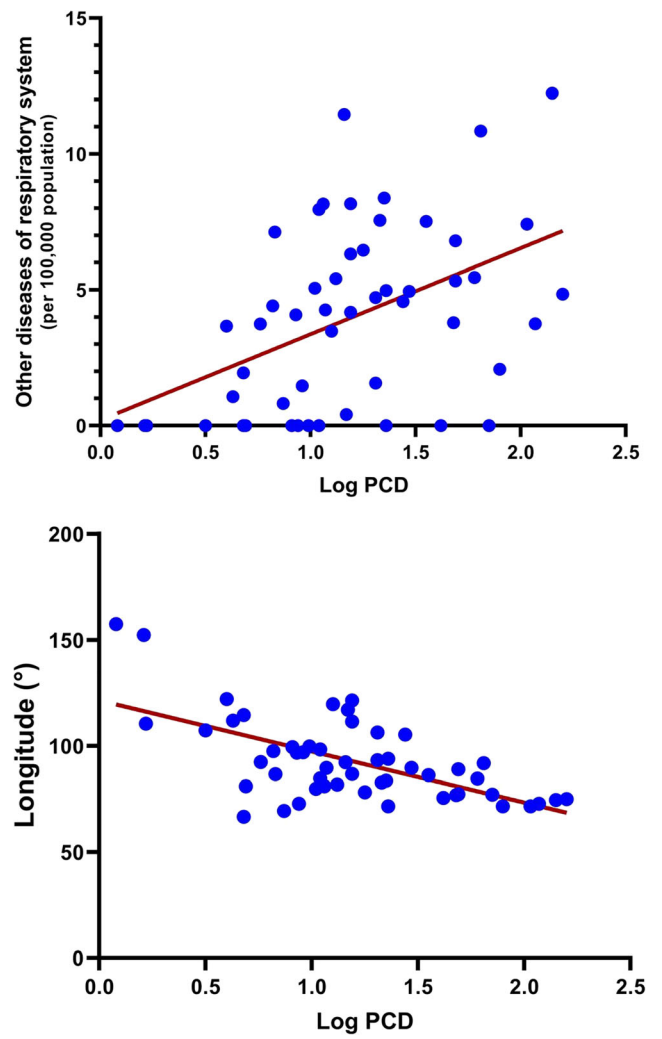 Other diseases of respiratory system
(per 100,000 population)
15
10
5
0
0.0 0.5 1.0 1.5 2.0 2.5
Log PCD
Longitude (°)
200
150
100
50
0
0.0 0.5 1.0 1.5 2.0 2.5
Log PCD